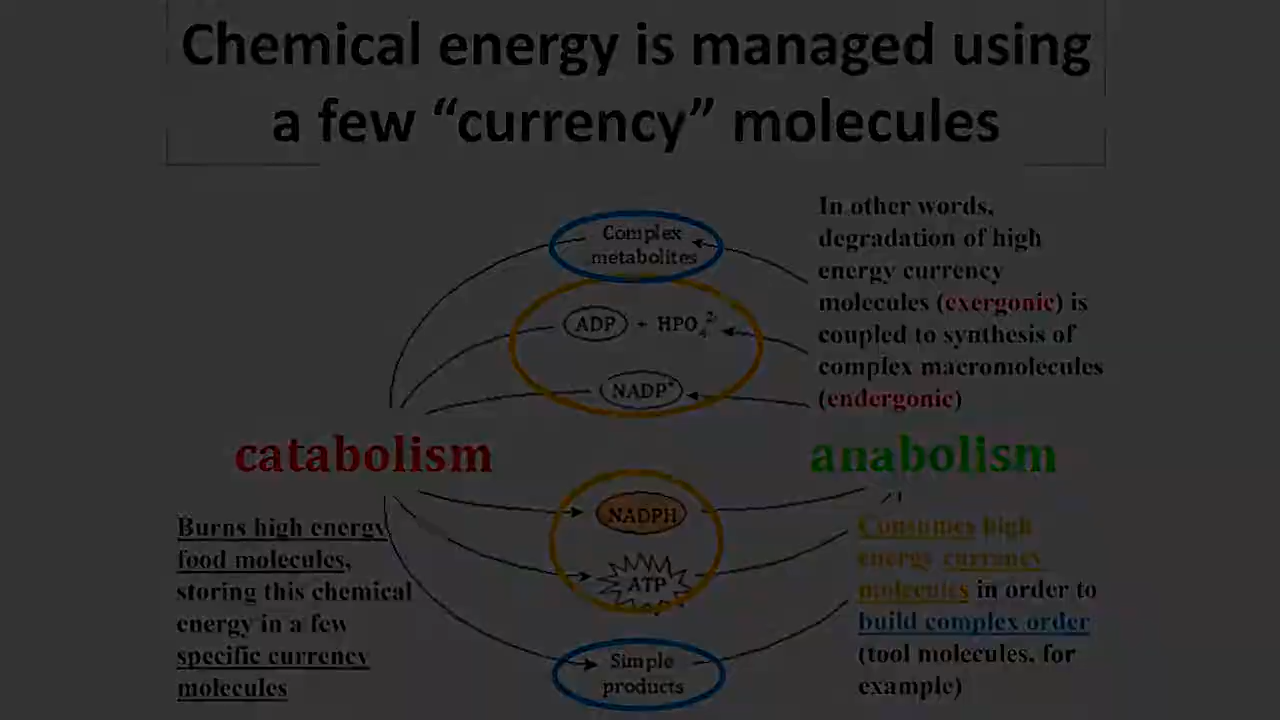 Chemical energy is managed using
a few “currency” molecules
In other words,
degradation of high
energy currency
molecules (exergonic) is
coupled to synthesis of
complex macromolecules
(endergonic)
Complex
metabolites
ADP + HPO₄²⁻
NADP⁺
catabolism
anabolism
NADPH
ATP
Simple
products
Burns high energy
food molecules,
storing this chemical
energy in a few
specific currency
molecules
Consumes high
energy currency
molecules in order to
build complex order
(tool molecules, for
example)